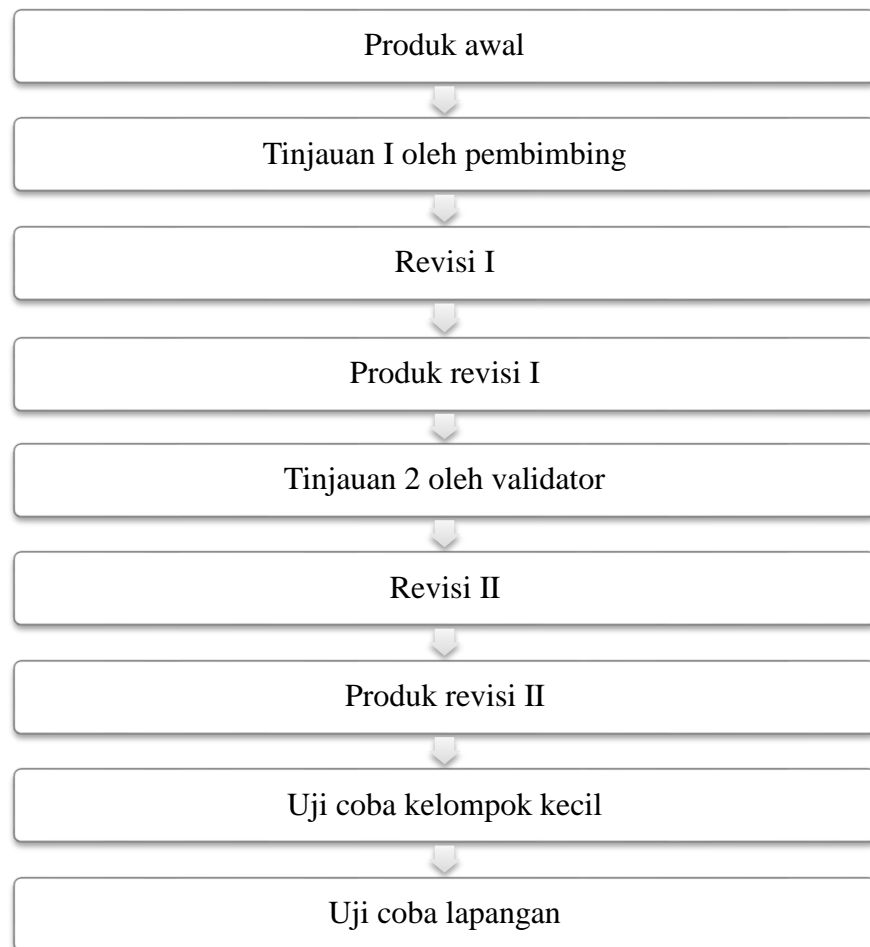 Produk awal
Tinjauan I oleh pembimbing
Revisi I
Produk revisi I
Tinjauan 2 oleh validator
Revisi II
Produk revisi II
Uji coba kelompok kecil
Uji coba lapangan